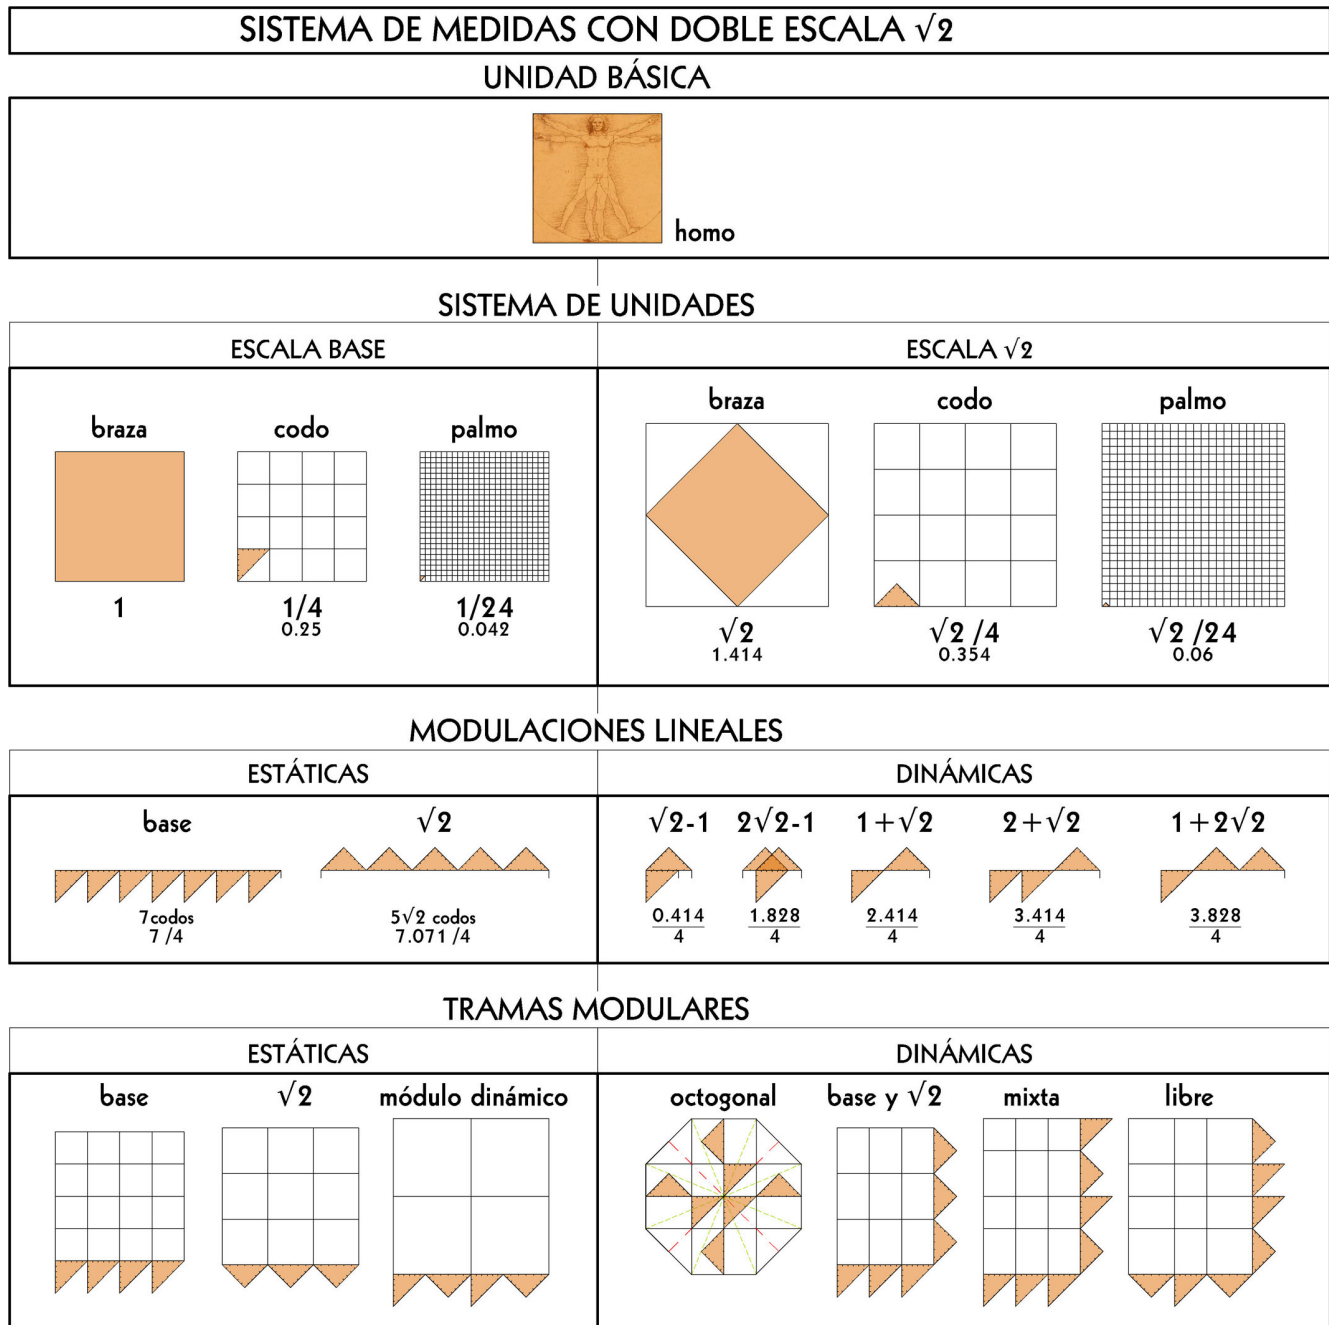 SISTEMA DE MEDIDAS CON DOBLE ESCALA √2
UNIDAD BÁSICA
homo
SISTEMA DE UNIDADES
ESCALA BASE
ESCALA √2
braza
codo
palmo
1
1/4
0.25
1/24
0.042
braza
codo
palmo
√2
1.414
√2 /4
0.354
√2 /24
0.06
MODULACIONES LINEALES
ESTÁTICAS
DINÁMICAS
base
√2
7codos
7 /4
5√2 codos
7.071 /4
√2-1
2√2-1
1+√2
2+√2
1+2√2
0.414
4
1.828
4
2.414
4
3.414
4
3.828
4
TRAMAS MODULARES
ESTÁTICAS
DINÁMICAS
base
√2
módulo dinámico
octogonal
base y √2
mixta
libre